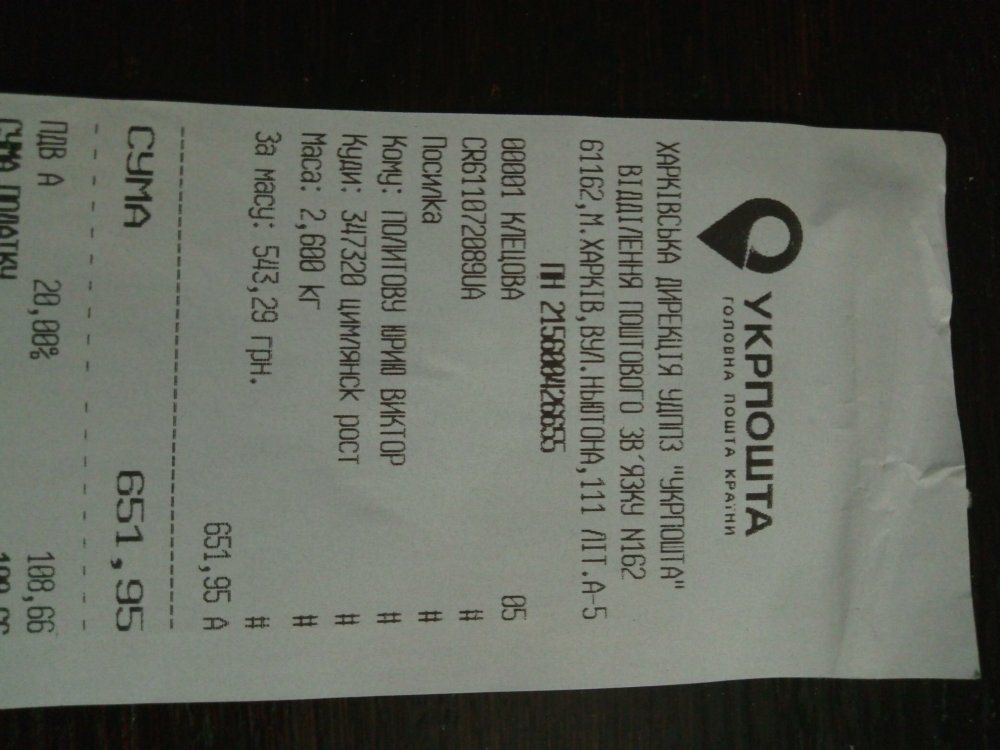 УКРПОШТА
ГОЛОВНА ПОШТА КРАЇНИ
ХАРКІВСЬКА ДИРЕКЦІЯ УДППЗ "УКРПОШТА"
ВІДДІЛЕННЯ ПОШТОВОГО ЗВ´ЯЗКУ N162
61162,М.ХАРКІВ,ВУЛ.НЬЮТОНА,111 ЛІТ.А-5
ПН 215600426655
00001 КЛЕЦОВА 05
CR611072089UA #
Посилка #
Кому: ПОЛИТОВУ ЮРИЮ ВИКТОР #
Куди: 347320 ЦИМЛЯНСК рост #
Маса: 2,600 кг #
За масу: 543,29 грн. #
651,95 А
СУМА 651,95
ПДВ А 20,00% 108,66